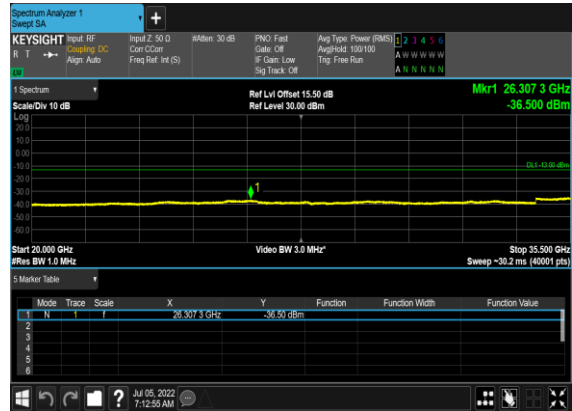 Spectrum Analyzer 1
Swept SA
+
KEYSIGHT Input: RF Input Z: 50 Ω #Atten: 30 dB PNO: Fast Avg Type: Power (RMS) 1 2 3 4 5 6
R T Coupling: DC Corr CCorr Gate: Off Avg|Hold: 100/100 A W W W W W
Align: Auto Freq Ref: Int (S) IF Gain: Low Trig: Free Run
Sig Track: Off A N N N N N
1 Spectrum Ref Lvl Offset 15.50 dB Mkr1 26.307 3 GHz
Scale/Div 10 dB Ref Level 30.00 dBm -36.500 dBm
Log
20.0
10.0
0.00
-10.0 DL1 -13.00 dBm
-20.0
-30.0 1
-40.0
-50.0
-60.0
Start 20.000 GHz Video BW 3.0 MHz* Stop 35.500 GHz
#Res BW 1.0 MHz Sweep ~30.2 ms (40001 pts)
5 Marker Table
Mode Trace Scale X Y Function Function Width Function Value
1 N 1 f 26.307 3 GHz -36.50 dBm
2
3
4
5
6
? Jul 05, 2022
7:12:55 AM